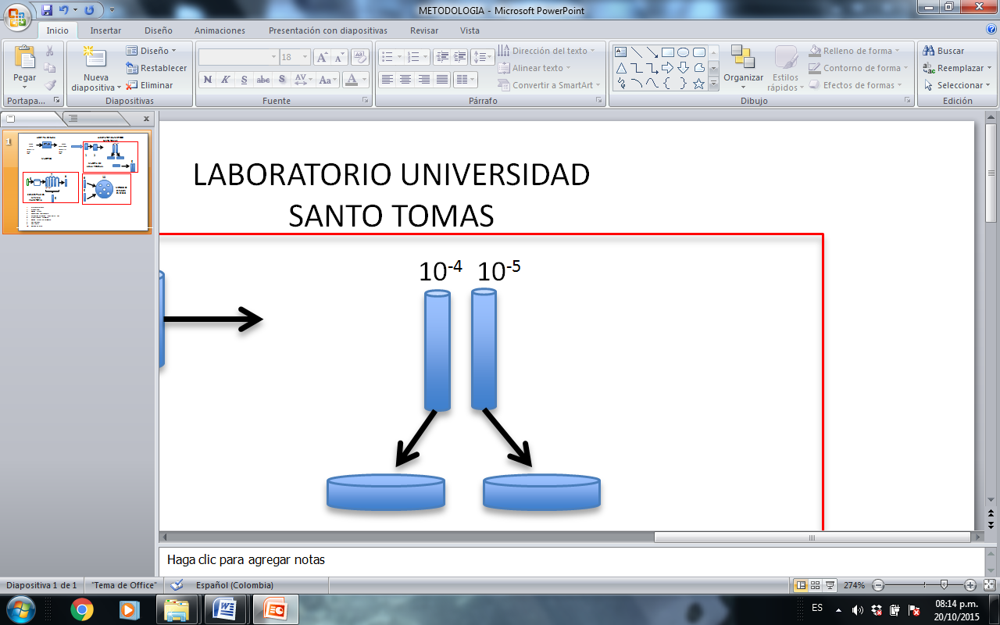 METODOLOGIA - Microsoft PowerPoint
Inicio Insertar Diseño Animaciones Presentación con diapositivas Revisar Vista
Pegar
Portapa...
Nueva diapositiva
Diseño
Restablecer
Eliminar
Diapositivas
18
N K S abc S AV Aa A
Fuente
Dirección del texto
Alinear texto
Convertir a SmartArt
Párrafo
Organizar
Estilos rápidos
Relleno de forma
Contorno de forma
Efectos de formas
Dibujo
Buscar
Reemplazar
Seleccionar
Edición
1
LABORATORIO UNIVERSIDAD
SANTO TOMAS
10⁻⁴ 10⁻⁵
Haga clic para agregar notas
Diapositiva 1 de 1 "Tema de Office" Español (Colombia) 274%
ES 08:14 p.m.
20/10/2015